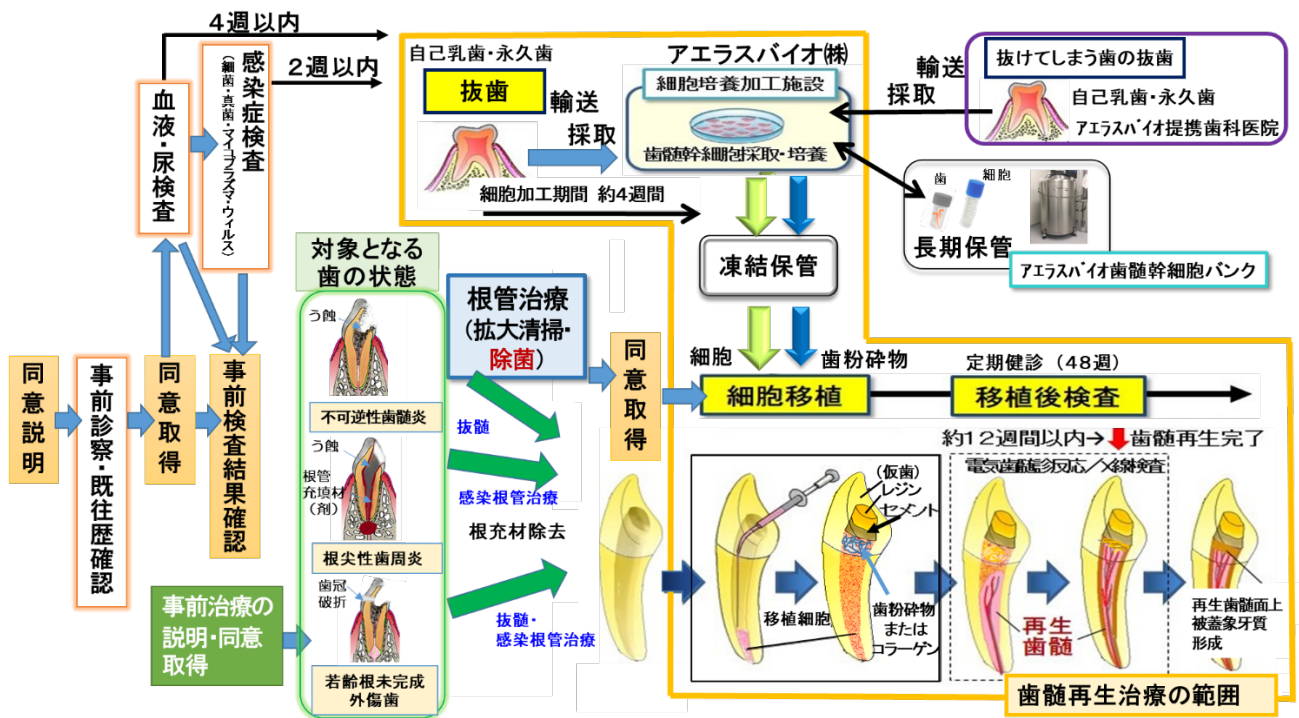 4週以内
2週以内
血液・尿検査
感染症検査
(細菌・真菌・マイコプラズマ・ウィルス)
同意説明
事前診察・既往歴確認
同意取得
事前検査結果確認
事前治療の
説明・同意
取得
対象となる
歯の状態
う蝕
不可逆性歯髄炎
う蝕
根管
充填材
(剤)
根尖性歯周炎
歯冠
破折
若齢根未完成
外傷歯
根管治療
(拡大清掃・
除菌)
抜髄
感染根管治療
根充材除去
抜髄・
感染根管治療
同意取得
自己乳歯・永久歯
抜歯
輸送
採取
細胞加工期間 約4週間
アエラスバイオ㈱
細胞培養加工施設
歯髄幹細胞採取・培養
輸送
採取
抜けてしまう歯の抜歯
自己乳歯・永久歯
アエラスバイオ提携歯科医院
歯
細胞
長期保管
アエラスバイオ歯髄幹細胞バンク
凍結保管
細胞
歯粉砕物
細胞移植
定期健診(48週)
移植後検査
約12週間以内→
歯髄再生完了
電気歯髄診反応/X線検査
(仮歯)
レジン
セメント
移植細胞
歯粉砕物
または
コラーゲン
再生
歯髄
再生歯髄面上
被蓋象牙質
形成
歯髄再生治療の範囲